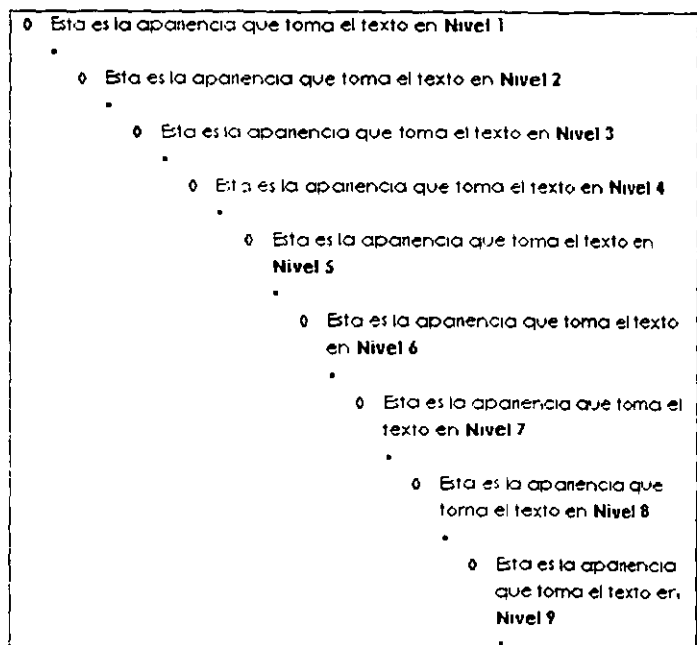 ◊ Esta es la apariencia que toma el texto en Nivel 1
▪
◊ Esta es la apariencia que toma el texto en Nivel 2
▪
◊ Esta es la apariencia que toma el texto en Nivel 3
▪
◊ Esta es la apariencia que toma el texto en Nivel 4
▪
◊ Esta es la apariencia que toma el texto en
Nivel 5
▪
◊ Esta es la apariencia que toma el texto
en Nivel 6
▪
◊ Esta es la apariencia que toma el
texto en Nivel 7
▪
◊ Esta es la apariencia que
toma el texto en Nivel 8
▪
◊ Esta es la apariencia
que toma el texto en
Nivel 9
▪